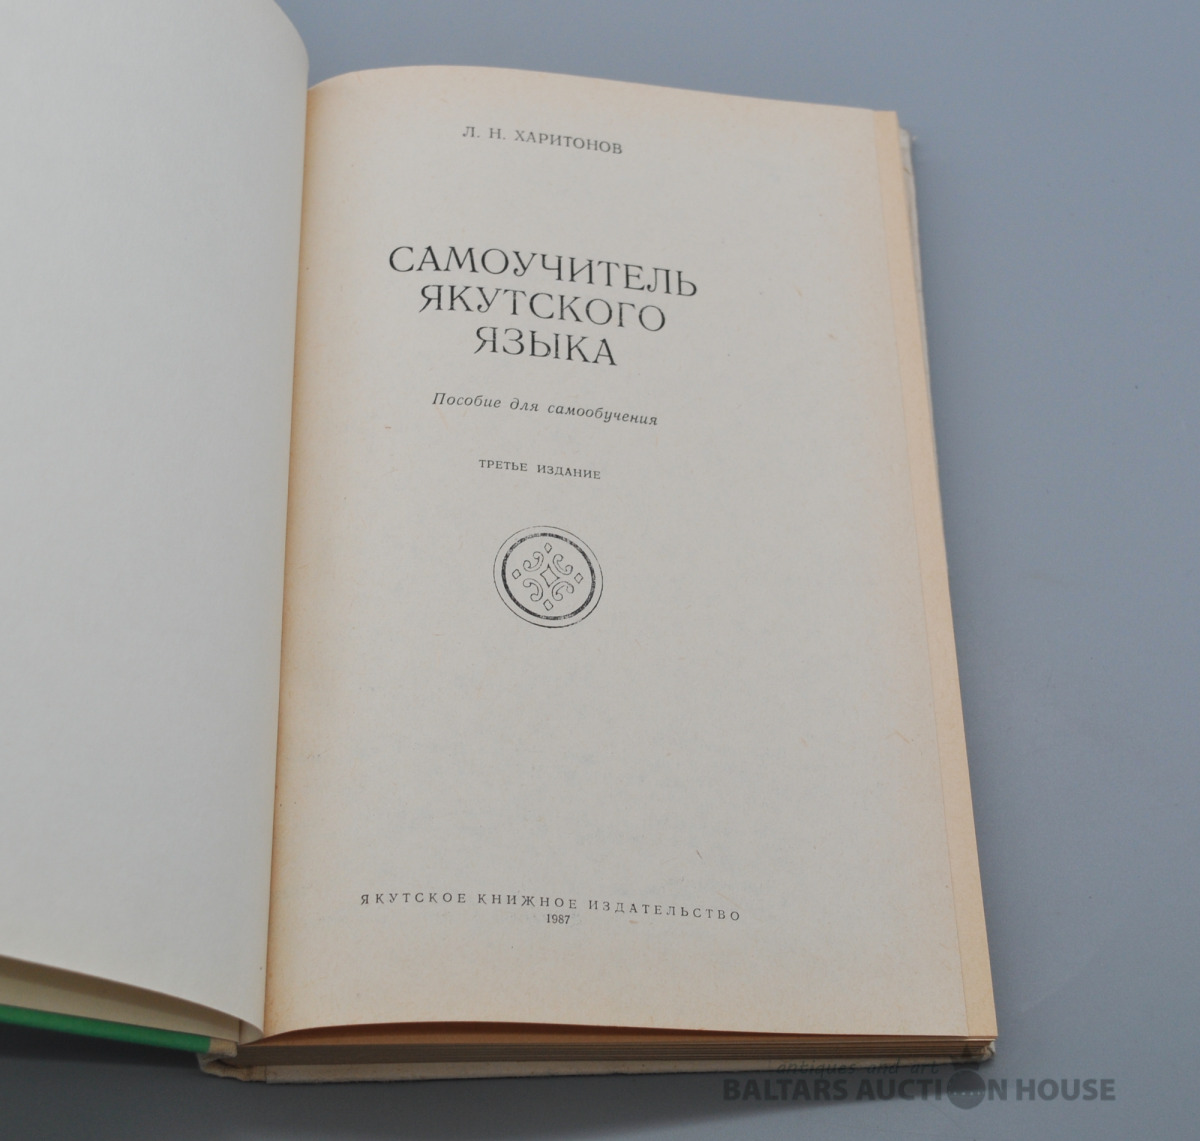 Л. Н. ХАРИТОНОВ
САМОУЧИТЕЛЬ
ЯКУТСКОГО
ЯЗЫКА
Пособие для самообучения
ТРЕТЬЕ ИЗДАНИЕ
ЯКУТСКОЕ КНИЖНОЕ ИЗДАТЕЛЬСТВО
1987
antiques and art
BALTARS AUCTION HOUSE